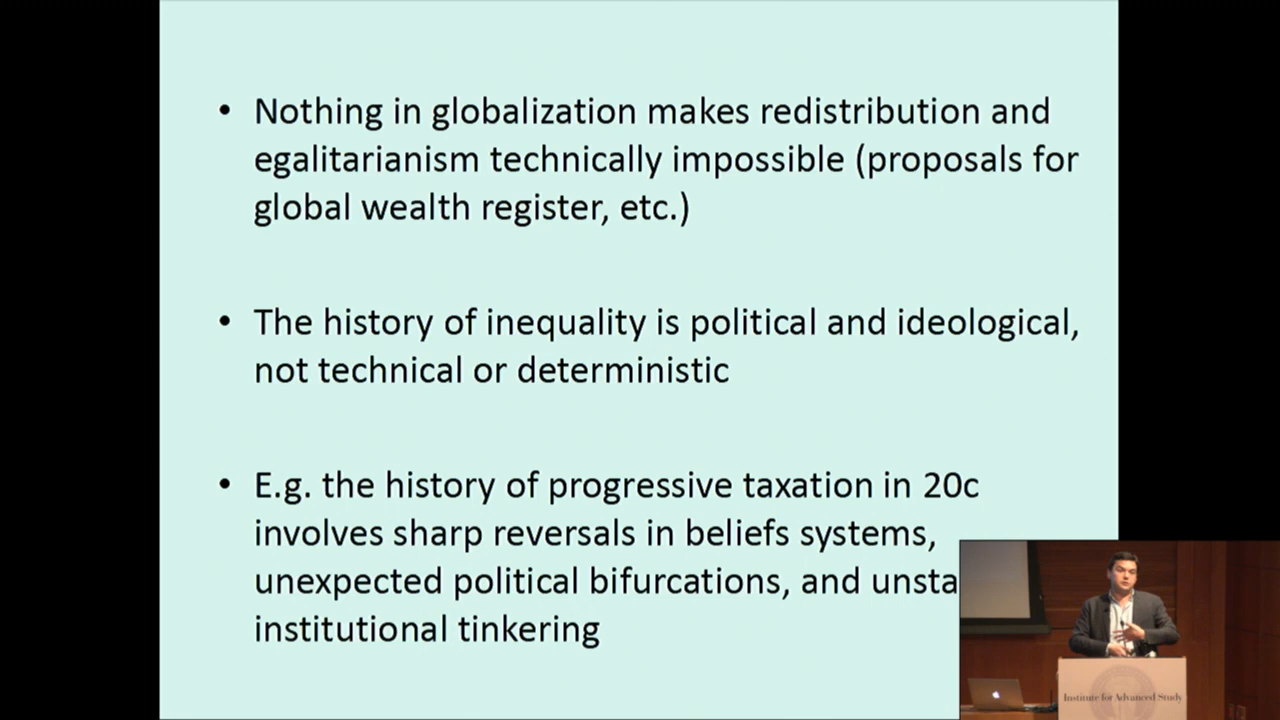 • Nothing in globalization makes redistribution and
egalitarianism technically impossible (proposals for
global wealth register, etc.)
• The history of inequality is political and ideological,
not technical or deterministic
• E.g. the history of progressive taxation in 20c
involves sharp reversals in beliefs systems,
unexpected political bifurcations, and unsta
institutional tinkering
Institute for Advanced Study